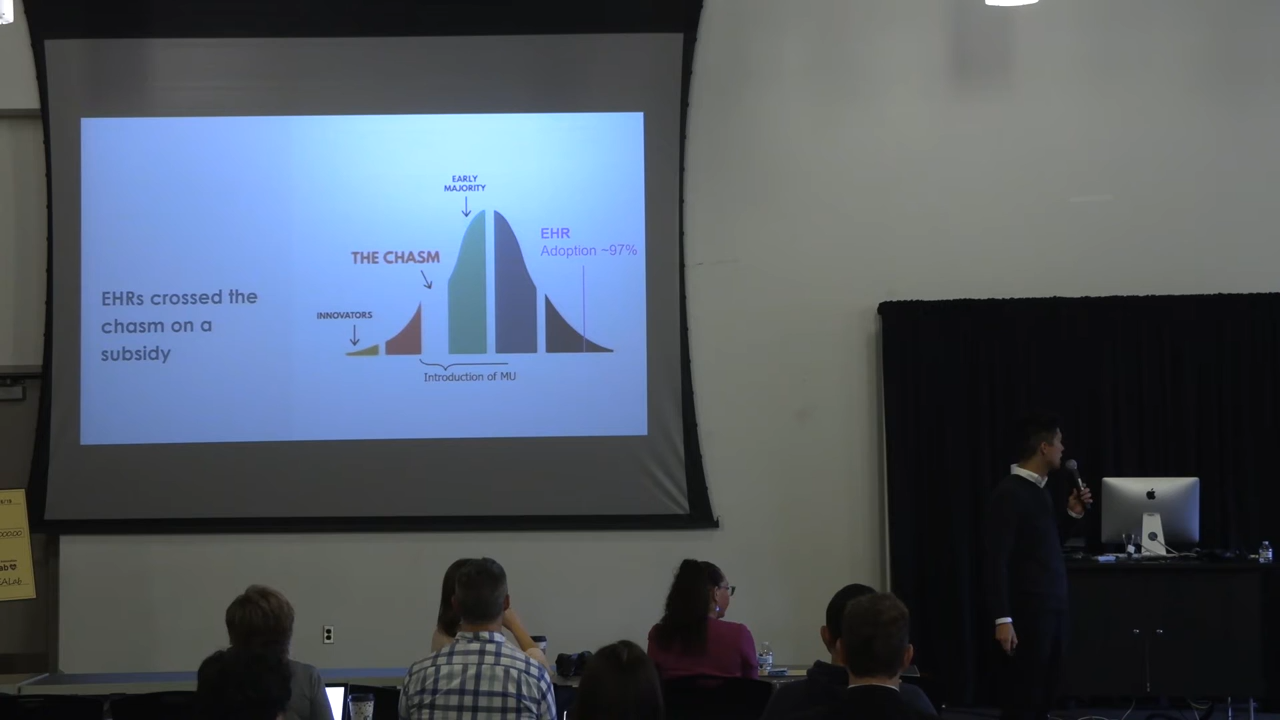 EARLY
MAJORITY
EHR
Adoption ~97%
THE CHASM
EHRs crossed the
chasm on a
subsidy
INNOVATORS
Introduction of MU